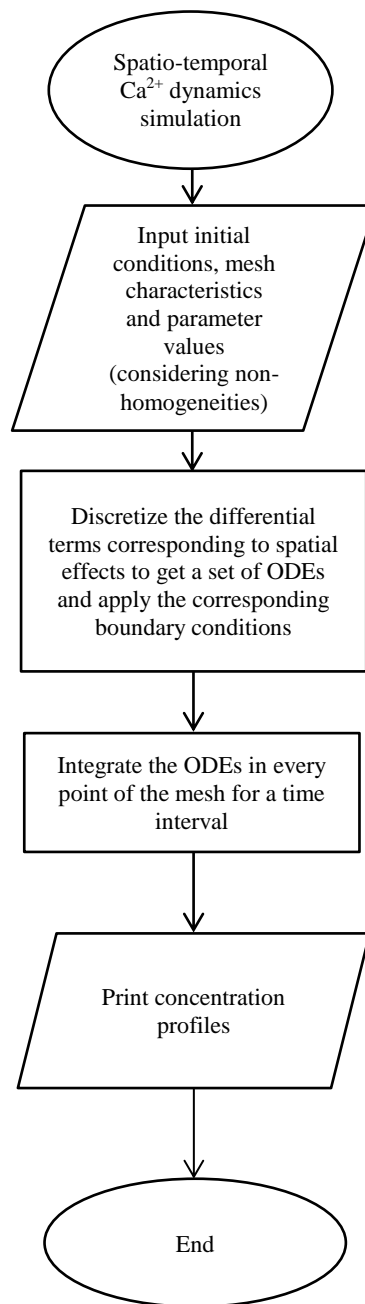 Spatio-temporal
Ca²⁺ dynamics
simulation
Input initial
conditions, mesh
characteristics
and parameter
values
(considering non-
homogeneities)
Discretize the differential
terms corresponding to spatial
effects to get a set of ODEs
and apply the corresponding
boundary conditions
Integrate the ODEs in every
point of the mesh for a time
interval
Print concentration
profiles
End